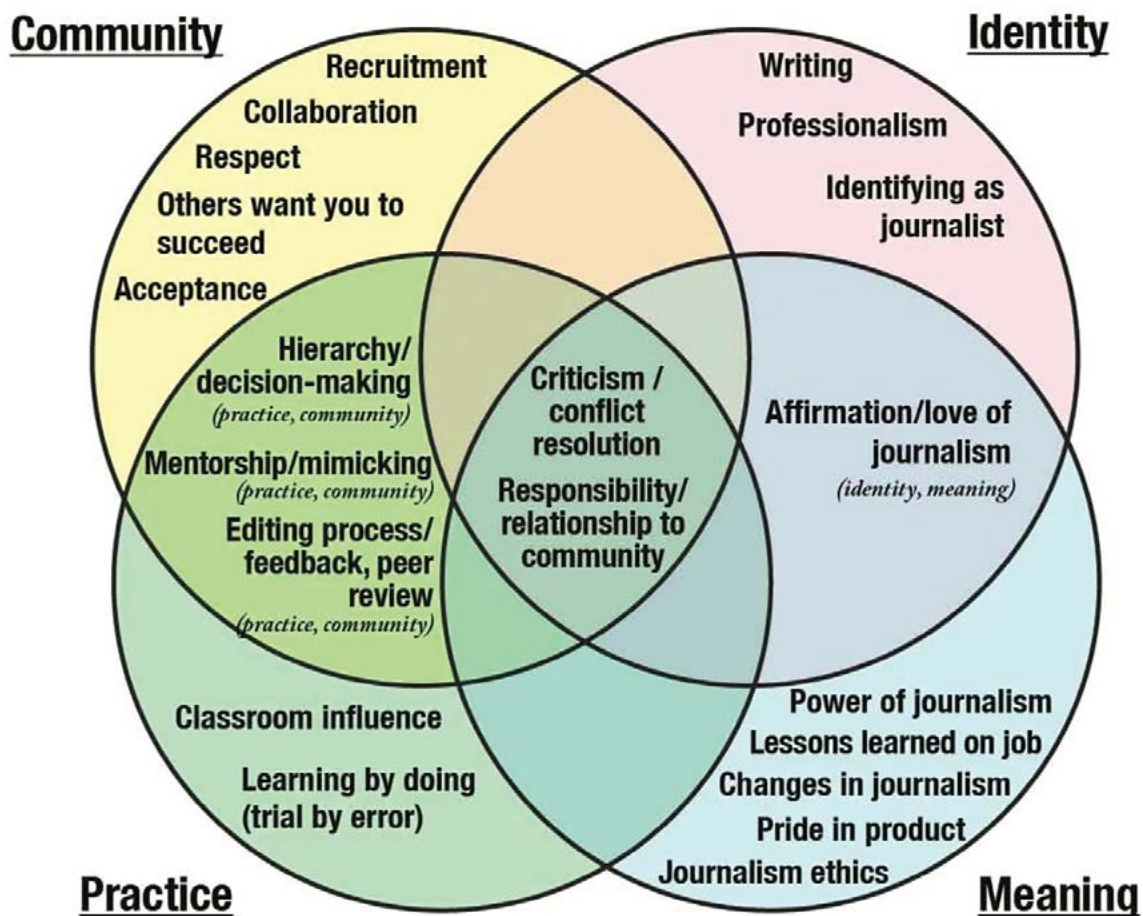 Community
Identity
Recruitment
Collaboration
Respect
Others want you to
succeed
Acceptance
Writing
Professionalism
Identifying as
journalist
Hierarchy/
decision-making
(practice, community)
Mentorship/mimicking
(practice, community)
Editing process/
feedback, peer
review
(practice, community)
Criticism /
conflict
resolution
Responsibility/
relationship to
community
Affirmation/love of
journalism
(identity, meaning)
Classroom influence
Learning by doing
(trial by error)
Power of journalism
Lessons learned on job
Changes in journalism
Pride in product
Journalism ethics
Practice
Meaning